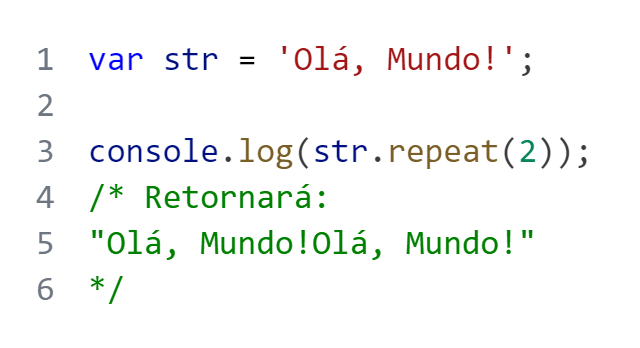 1 var str = 'Olá, Mundo!';
2
3 console.log(str.repeat(2));
4 /* Retornará:
5 "Olá, Mundo!Olá, Mundo!"
6 */